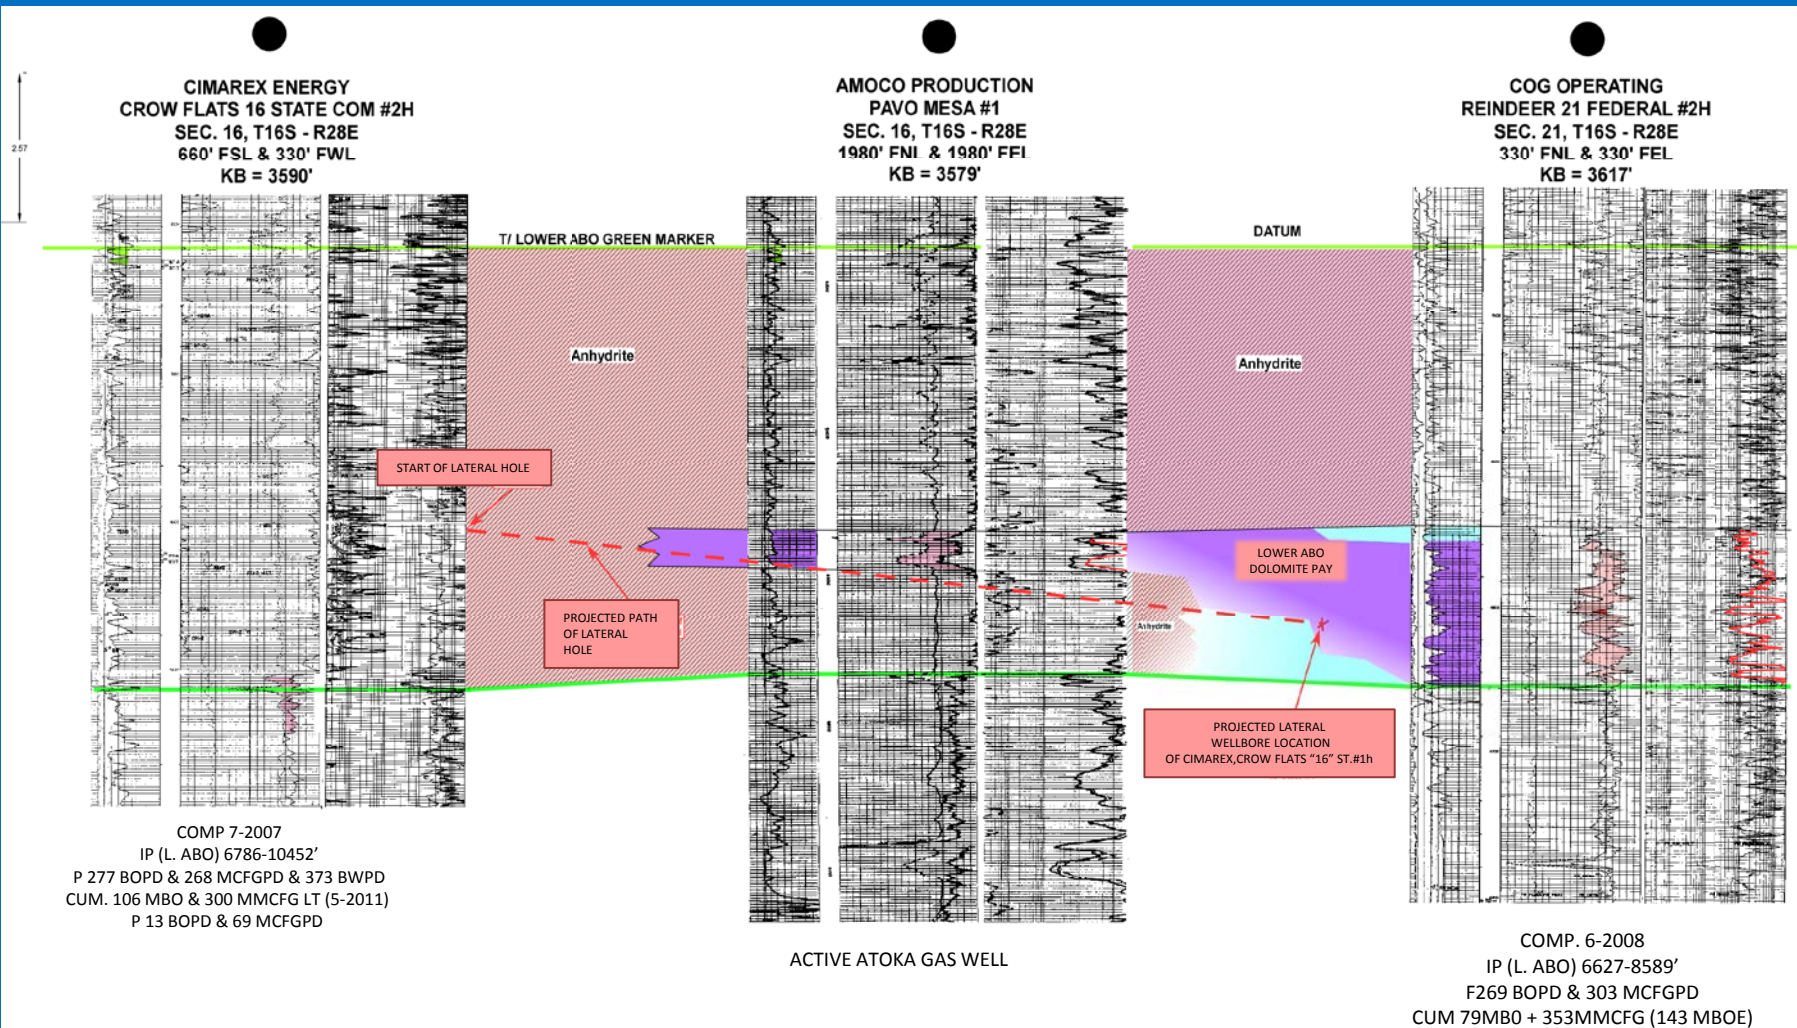 CIMAREX ENERGY
CROW FLATS 16 STATE COM #2H
SEC. 16, T16S - R28E
660' FSL & 330' FWL
KB = 3590'
AMOCO PRODUCTION
PAVO MESA #1
SEC. 16, T16S - R28E
1980' FNL & 1980' FEL
KB = 3579'
COG OPERATING
REINDEER 21 FEDERAL #2H
SEC. 21, T16S - R28E
330' FNL & 330' FEL
KB = 3617'
2.57
T/ LOWER ABO GREEN MARKER
DATUM
Anhydrite
Anhydrite
START OF LATERAL HOLE
LOWER ABO
DOLOMITE PAY
PROJECTED PATH
OF LATERAL
HOLE
Anhydrite
PROJECTED LATERAL
WELLBORE LOCATION
OF CIMAREX,CROW FLATS “16” ST.#1h
COMP 7-2007
IP (L. ABO) 6786-10452’
P 277 BOPD & 268 MCFGPD & 373 BWPD
CUM. 106 MBO & 300 MMCFG LT (5-2011)
P 13 BOPD & 69 MCFGPD
ACTIVE ATOKA GAS WELL
COMP. 6-2008
IP (L. ABO) 6627-8589’
F269 BOPD & 303 MCFGPD
CUM 79MB0 + 353MMCFG (143 MBOE)